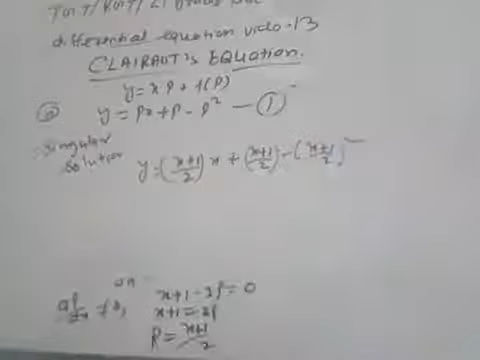 differential equation video-13
CLAIRAUT'S EQUATION.
y = xp + f(p)
y = px + p - p² — ①
Singular
solution
y = (x+1/2) x + (x+1/2) - (x+1/2)²
x+1-2p = 0
x+1 = 2p
p = x+1/2